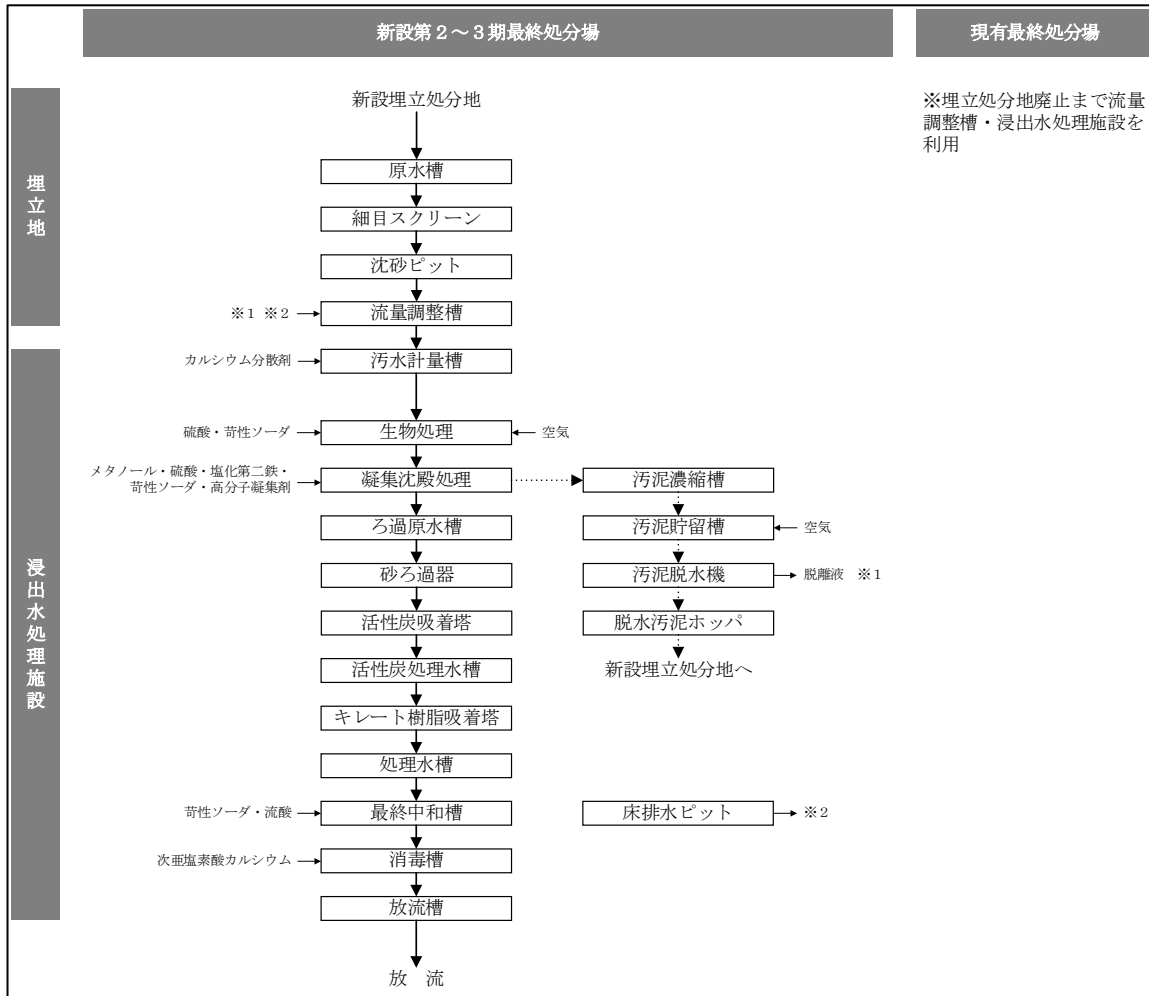 新設第2～3期最終処分場
現有最終処分場
埋立地
新設埋立処分地
※埋立処分地廃止まで流量
調整槽・浸出水処理施設を
利用
原水槽
細目スクリーン
沈砂ピット
※1 ※2
流量調整槽
浸出水処理施設
カルシウム分散剤
汚水計量槽
硫酸・苛性ソーダ
生物処理
空気
メタノール・硫酸・塩化第二鉄・
苛性ソーダ・高分子凝集剤
凝集沈殿処理
汚泥濃縮槽
ろ過原水槽
汚泥貯留槽
空気
砂ろ過器
汚泥脱水機
脱離液 ※1
活性炭吸着塔
脱水汚泥ホッパ
活性炭処理水槽
新設埋立処分地へ
キレート樹脂吸着塔
処理水槽
苛性ソーダ・流酸
最終中和槽
床排水ピット
※2
次亜塩素酸カルシウム
消毒槽
放流槽
放 流